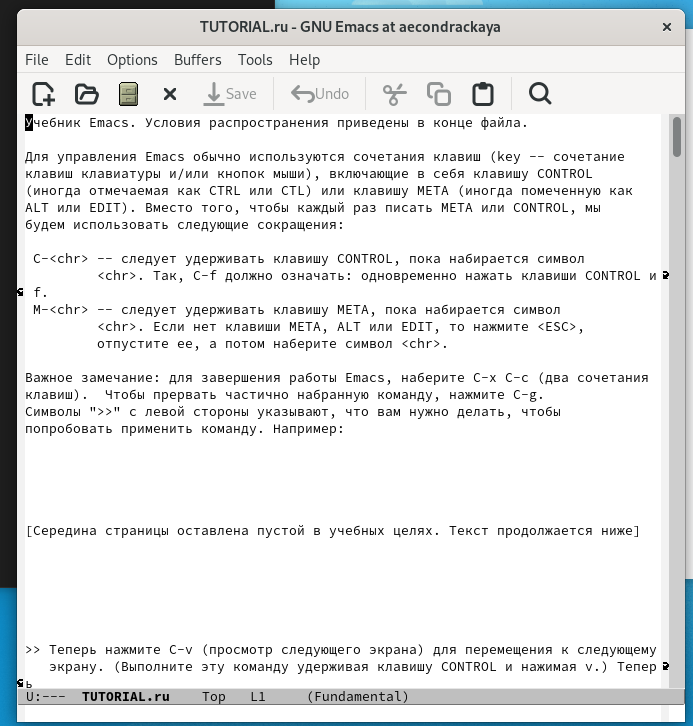 TUTORIAL.ru - GNU Emacs at aecondrackaya
File Edit Options Buffers Tools Help
Save Undo
Учебник Emacs. Условия распространения приведены в конце файла.
Для управления Emacs обычно используются сочетания клавиш (key -- сочетание
клавиш клавиатуры и/или кнопок мыши), включающие в себя клавишу CONTROL
(иногда отмечаемая как CTRL или CTL) или клавишу META (иногда помеченную как
ALT или EDIT). Вместо того, чтобы каждый раз писать META или CONTROL, мы
будем использовать следующие сокращения:
C-<chr> -- следует удерживать клавишу CONTROL, пока набирается символ
<chr>. Так, C-f должно означать: одновременно нажать клавиши CONTROL и
f.
M-<chr> -- следует удерживать клавишу META, пока набирается символ
<chr>. Если нет клавиши META, ALT или EDIT, то нажмите <ESC>,
отпустите ее, а потом наберите символ <chr>.
Важное замечание: для завершения работы Emacs, наберите C-x C-c (два сочетания
клавиш).  Чтобы прервать частично набранную команду, нажмите C-g.
Символы ">>" с левой стороны указывают, что вам нужно делать, чтобы
попробовать применить команду. Например:
[Середина страницы оставлена пустой в учебных целях. Текст продолжается ниже]
>> Теперь нажмите C-v (просмотр следующего экрана) для перемещения к следующему
экрану. (Выполните эту команду удерживая клавишу CONTROL и нажимая v.) Тепер
ь
U:--- TUTORIAL.ru Top L1 (Fundamental)